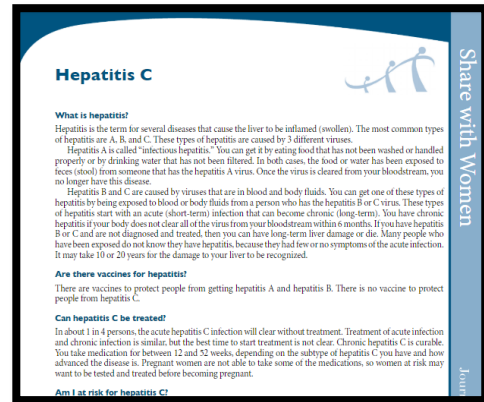 Hepatitis C
What is hepatitis?
Hepatitis is the term for several diseases that cause the liver to be inflamed (swollen). The most common types
of hepatitis are A, B, and C. These types of hepatitis are caused by 3 different viruses.
Hepatitis A is called “infectious hepatitis.” You can get it by eating food that has not been washed or handled
properly or by drinking water that has not been filtered. In both cases, the food or water has been exposed to
feces (stool) from someone that has the hepatitis A virus. Once the virus is cleared from your bloodstream, you
no longer have this disease.
Hepatitis B and C are caused by viruses that are in blood and body fluids. You can get one of these types of
hepatitis by being exposed to blood or body fluids from a person who has the hepatitis B or C virus. These types
of hepatitis start with an acute (short-term) infection that can become chronic (long-term). You have chronic
hepatitis if your body does not clear all of the virus from your bloodstream within 6 months. If you have hepatitis
B or C and are not diagnosed and treated, then you can have long-term liver damage or die. Many people who
have been exposed do not know they have hepatitis, because they had few or no symptoms of the acute infection.
It may take 10 or 20 years for the damage to your liver to be recognized.
Are there vaccines for hepatitis?
There are vaccines to protect people from getting hepatitis A and hepatitis B. There is no vaccine to protect
people from hepatitis C.
Can hepatitis C be treated?
In about 1 in 4 persons, the acute hepatitis C infection will clear without treatment. Treatment of acute infection
and chronic infection is similar, but the best time to start treatment is not clear. Chronic hepatitis C is curable.
You take medication for between 12 and 52 weeks, depending on the subtype of hepatitis C you have and how
advanced the disease is. Pregnant women are not able to take some of the medications, so women at risk may
want to be tested and treated before becoming pregnant.
Am I at risk for hepatitis C?
Share with Women
Journ